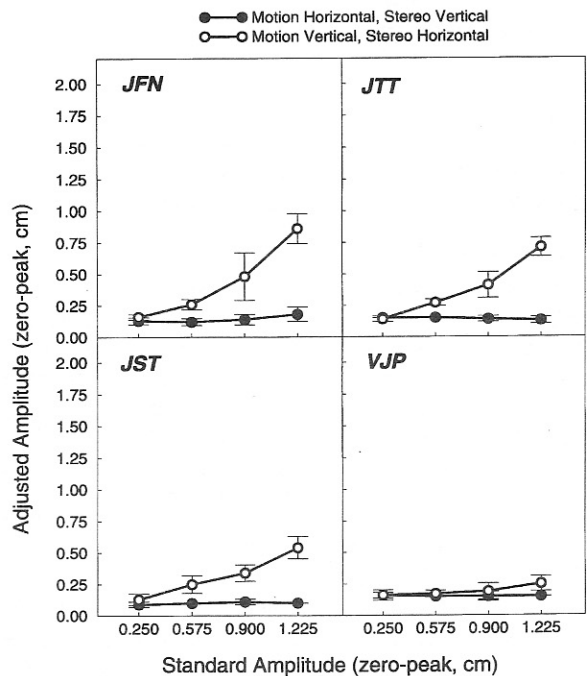 Motion Horizontal, Stereo Vertical
Motion Vertical, Stereo Horizontal
JFN
JTT
2.00
1.75
1.50
1.25
1.00
0.75
0.50
0.25
0.00
JST
VJP
2.00
1.75
1.50
1.25
1.00
0.75
0.50
0.25
0.00
0.250 0.575 0.900 1.225 0.250 0.575 0.900 1.225
Adjusted Amplitude (zero-peak, cm)
Standard Amplitude (zero-peak, cm)